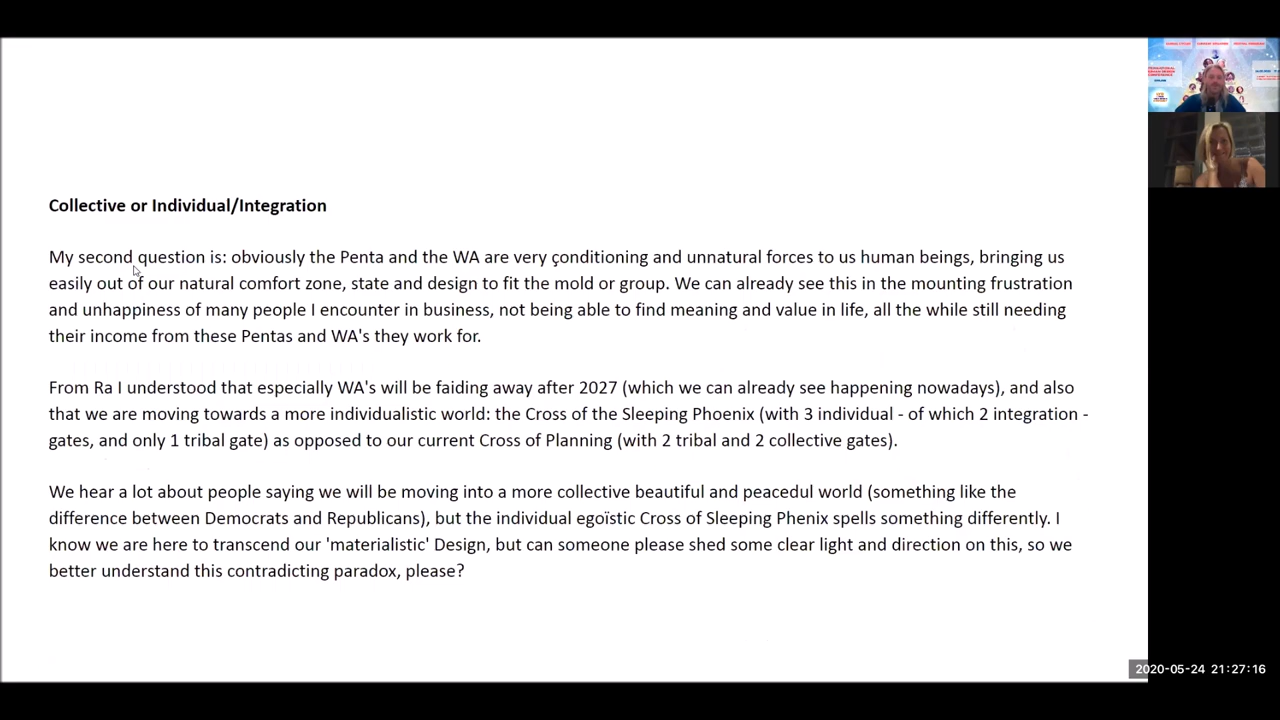 Collective or Individual/Integration
My second question is: obviously the Penta and the WA are very çonditioning and unnatural forces to us human beings, bringing us
easily out of our natural comfort zone, state and design to fit the mold or group. We can already see this in the mounting frustration
and unhappiness of many people I encounter in business, not being able to find meaning and value in life, all the while still needing
their income from these Pentas and WA's they work for.
From Ra I understood that especially WA's will be faiding away after 2027 (which we can already see happening nowadays), and also
that we are moving towards a more individualistic world: the Cross of the Sleeping Phoenix (with 3 individual - of which 2 integration -
gates, and only 1 tribal gate) as opposed to our current Cross of Planning (with 2 tribal and 2 collective gates).
We hear a lot about people saying we will be moving into a more collective beautiful and peacedul world (something like the
difference between Democrats and Republicans), but the individual egoïstic Cross of Sleeping Phenix spells something differently. I
know we are here to transcend our 'materialistic' Design, but can someone please shed some clear light and direction on this, so we
better understand this contradicting paradox, please?
2020-05-24 21:27:16